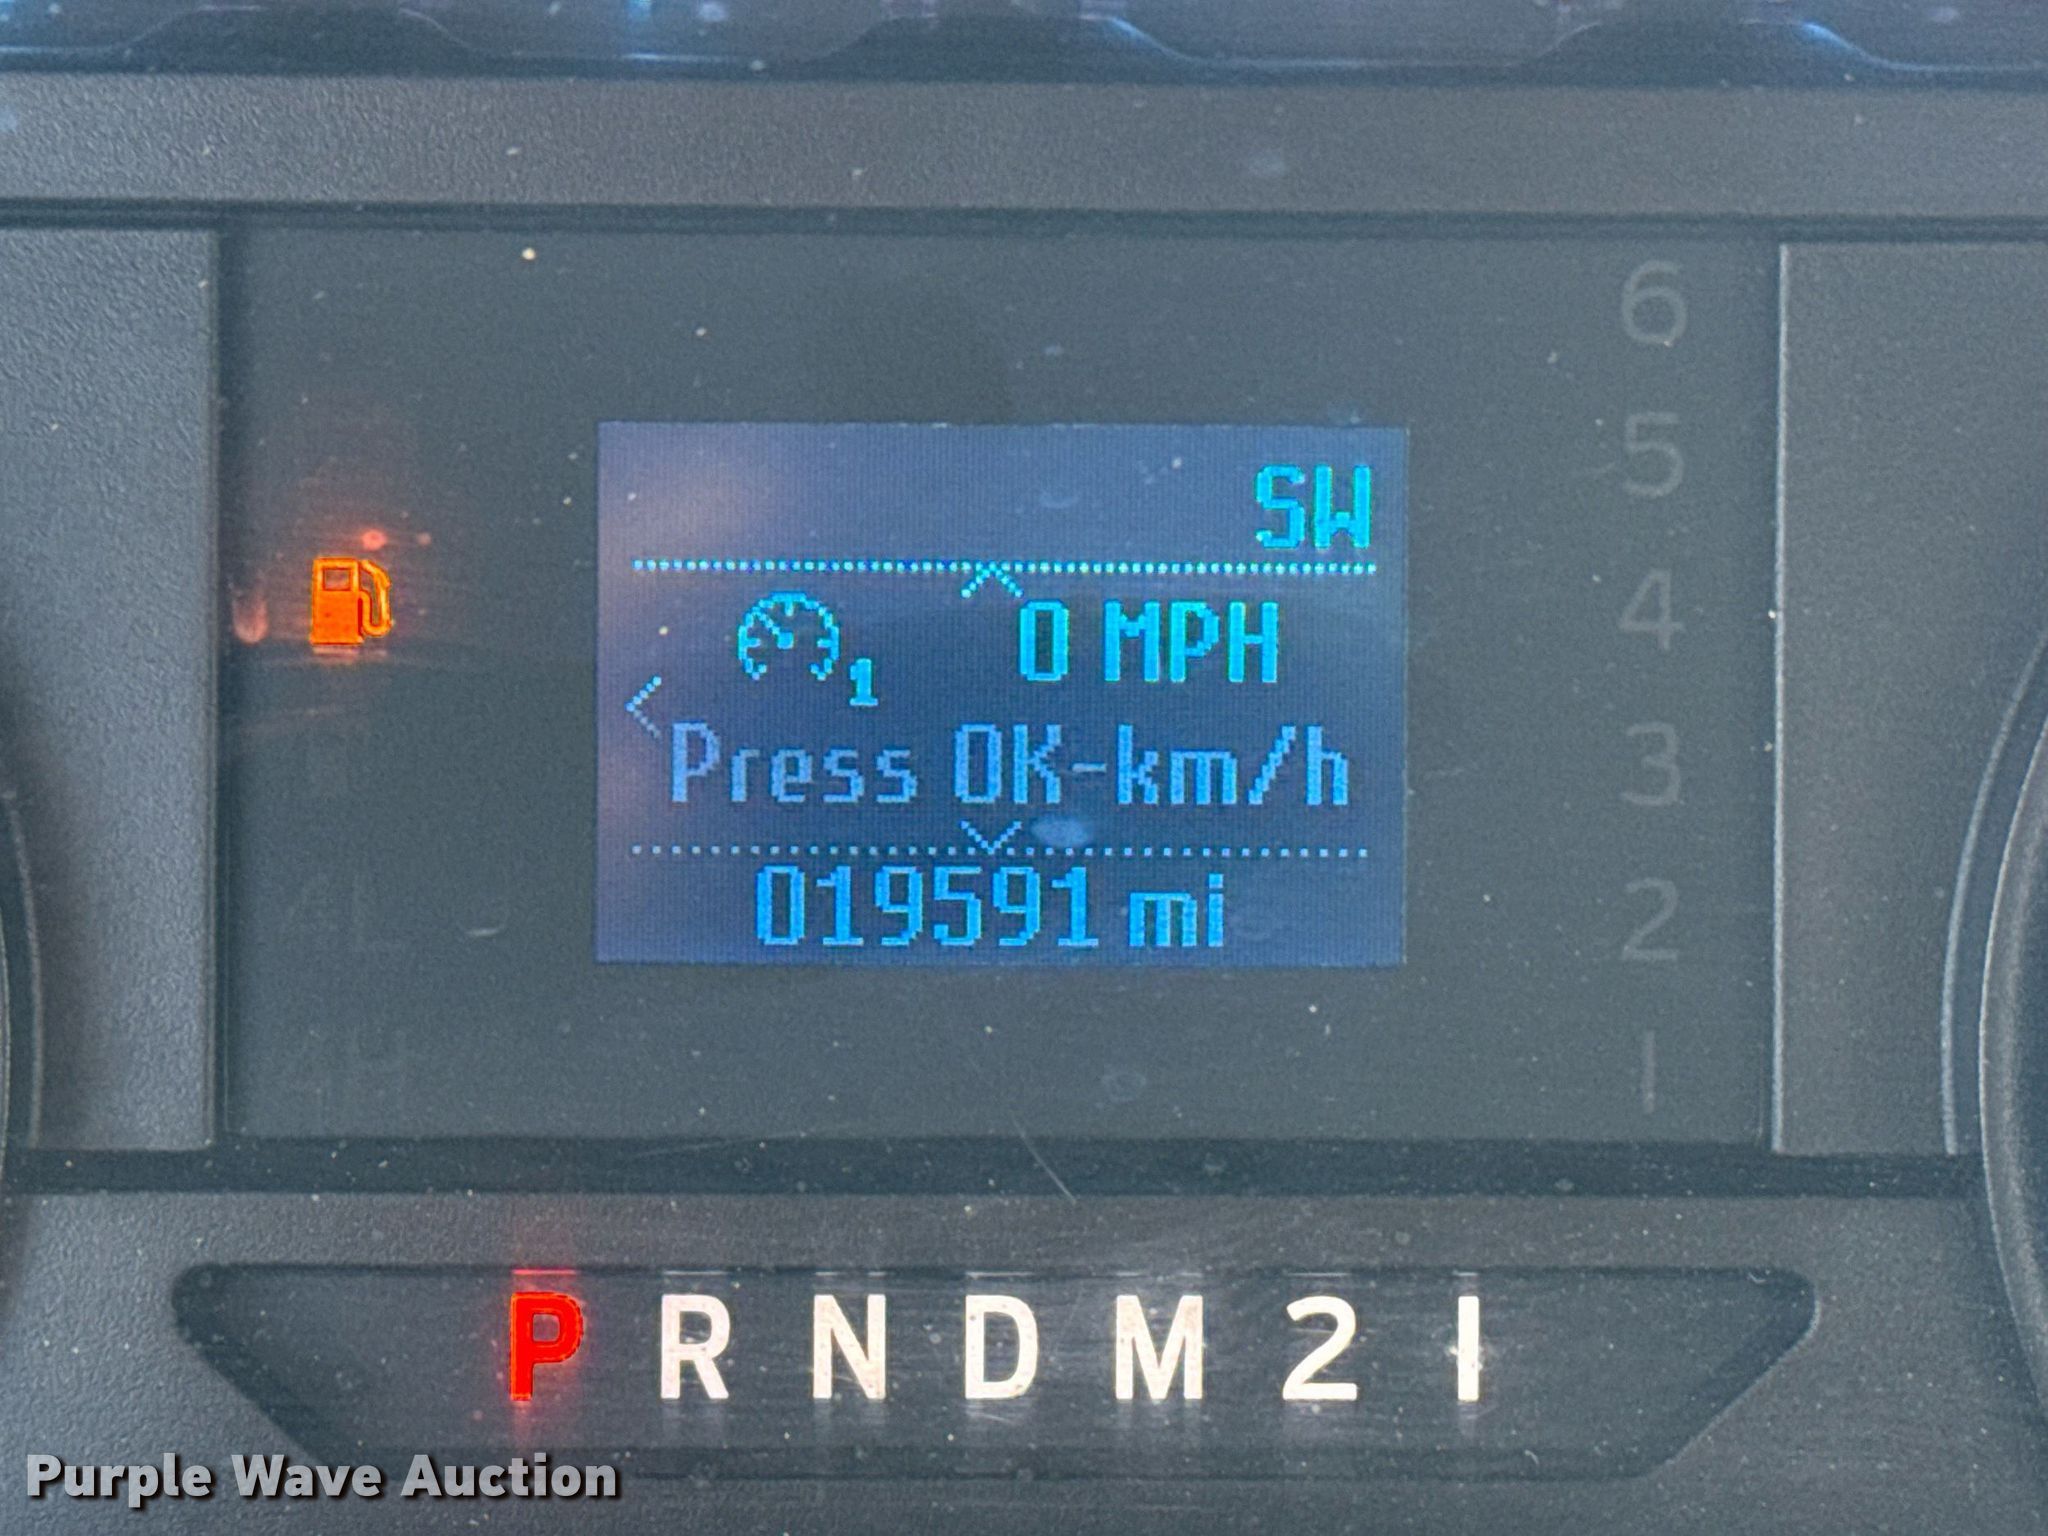 6
5
4
3
2
1
SW
0 MPH
1
Press OK-km/h
019591 mi
P R N D M 2 1
Purple Wave Auction